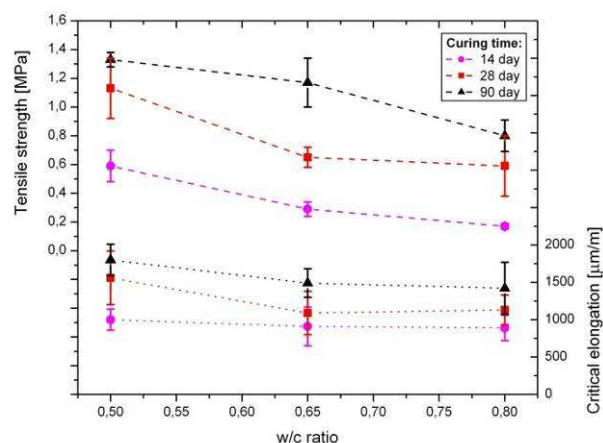 Tensile strength [MPa]
1,6
1,4
1,2
1,0
0,8
0,6
0,4
0,2
0,0
Curing time:
14 day
28 day
90 day
2000
1500
1000
500
0
Critical elongation [μm/m]
0,50 0,55 0,60 0,65 0,70 0,75 0,80
w/c ratio